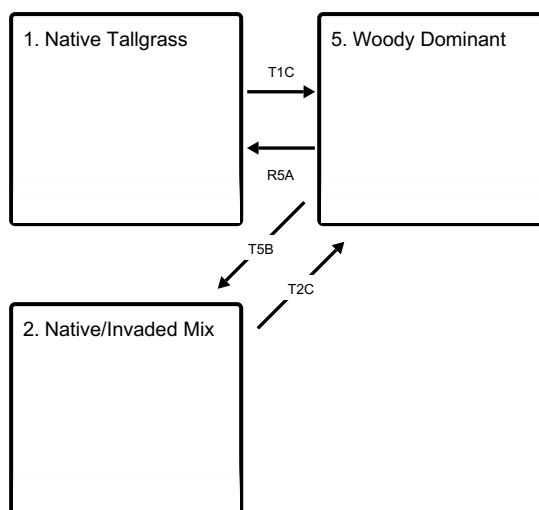 1. Native Tallgrass
5. Woody Dominant
T1C
R5A
T5B
T2C
2. Native/Invaded Mix